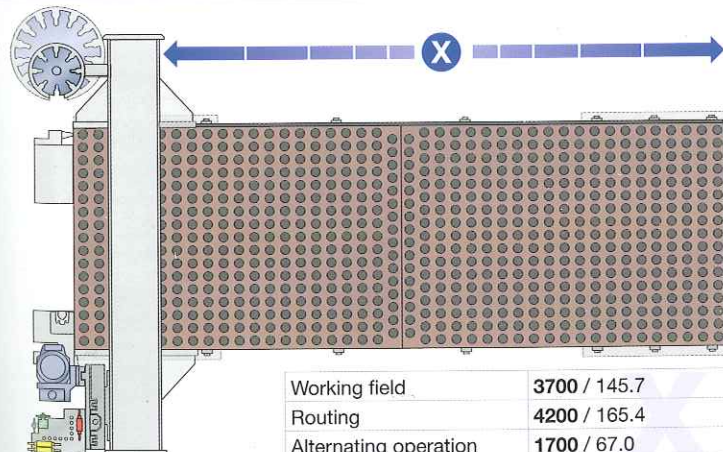 X
Working field 3700 / 145.7
Routing 4200 / 165.4
Alternating operation 1700 / 67.0